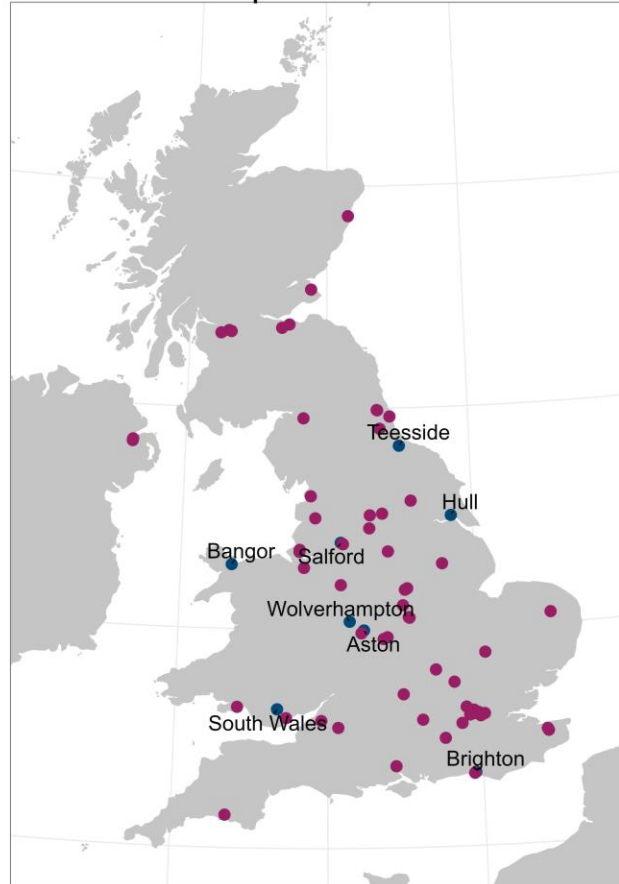 Teesside
Hull
Bangor
Salford
Wolverhampton
Aston
South Wales
Brighton